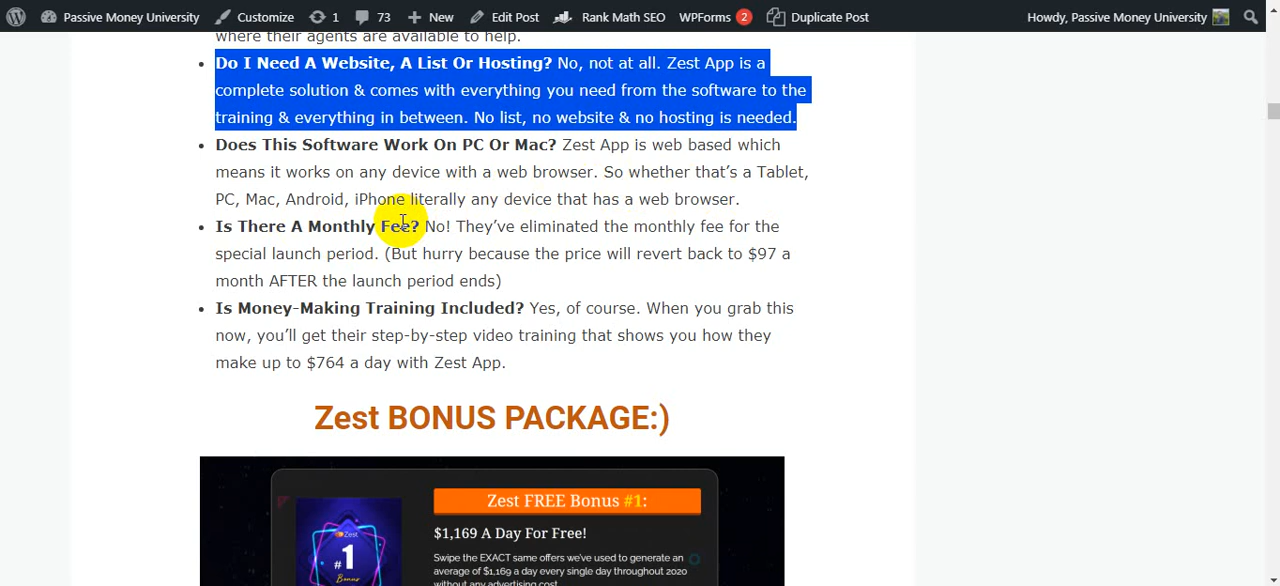 Passive Money University Customize 1 73 New Edit Post Rank Math SEO WPForms 2 Duplicate Post Howdy, Passive Money University
where their agents are available to help.
• Do I Need A Website, A List Or Hosting? No, not at all. Zest App is a
complete solution & comes with everything you need from the software to the
training & everything in between. No list, no website & no hosting is needed.
• Does This Software Work On PC Or Mac? Zest App is web based which
means it works on any device with a web browser. So whether that's a Tablet,
PC, Mac, Android, iPhone literally any device that has a web browser.
• Is There A Monthly Fee? No! They've eliminated the monthly fee for the
special launch period. (But hurry because the price will revert back to $97 a
month AFTER the launch period ends)
• Is Money-Making Training Included? Yes, of course. When you grab this
now, you'll get their step-by-step video training that shows you how they
make up to $764 a day with Zest App.
Zest BONUS PACKAGE:)
Zest FREE Bonus #1:
$1,169 A Day For Free!
Swipe the EXACT same offers we've used to generate an
average of $1,169 a day every single day throughout 2020
without any advertising cost
Zest
#1
Bonus